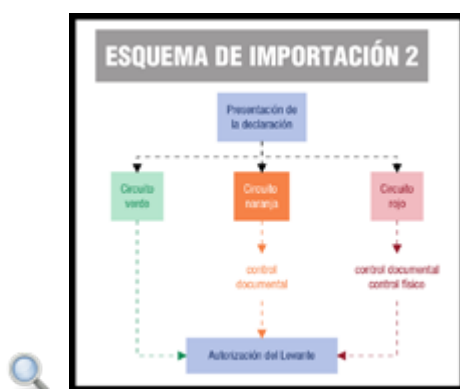 ESQUEMA DE IMPORTACIÓN 2
Presentación de
la declaración
Circuito
verde
Circuito
naranja
Circuito
rojo
control
documental
control documental
control físico
Autorización del Levante